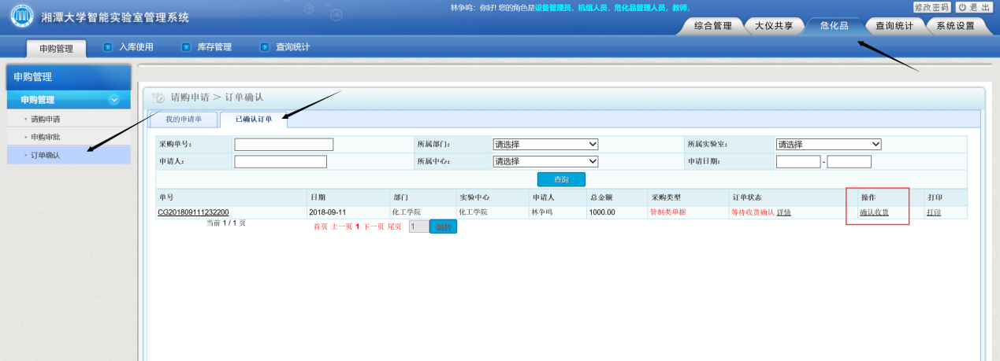 湘潭大学智能实验室管理系统
林争鸣：你好! 您的角色是设备管理员，机组人员，危化品管理人员，教师，
修改密码 退 出
综合管理 大仪共享 危化品 查询统计 系统设置
申购管理 入库使用 库存管理 查询统计
申购管理
申购管理
请购申请
申购审批
订单确认
请购申请 > 订单确认
我的申请单 已确认订单
采购单号： 所属部门： 请选择 所属实验室： 请选择
申请人： 所属中心： 请选择 申请日期： -
查询
单号 日期 部门 实验中心 申请人 总金额 采购类型 订单状态 操作 打印
CG201809111232200 2018-09-11 化工学院 化工学院 林争鸣 1000.00 管制类单据 等待收货确认 详情 确认收货 打印
当前 1 / 1 页 首页 上一页 1 下一页 尾页 1 跳转